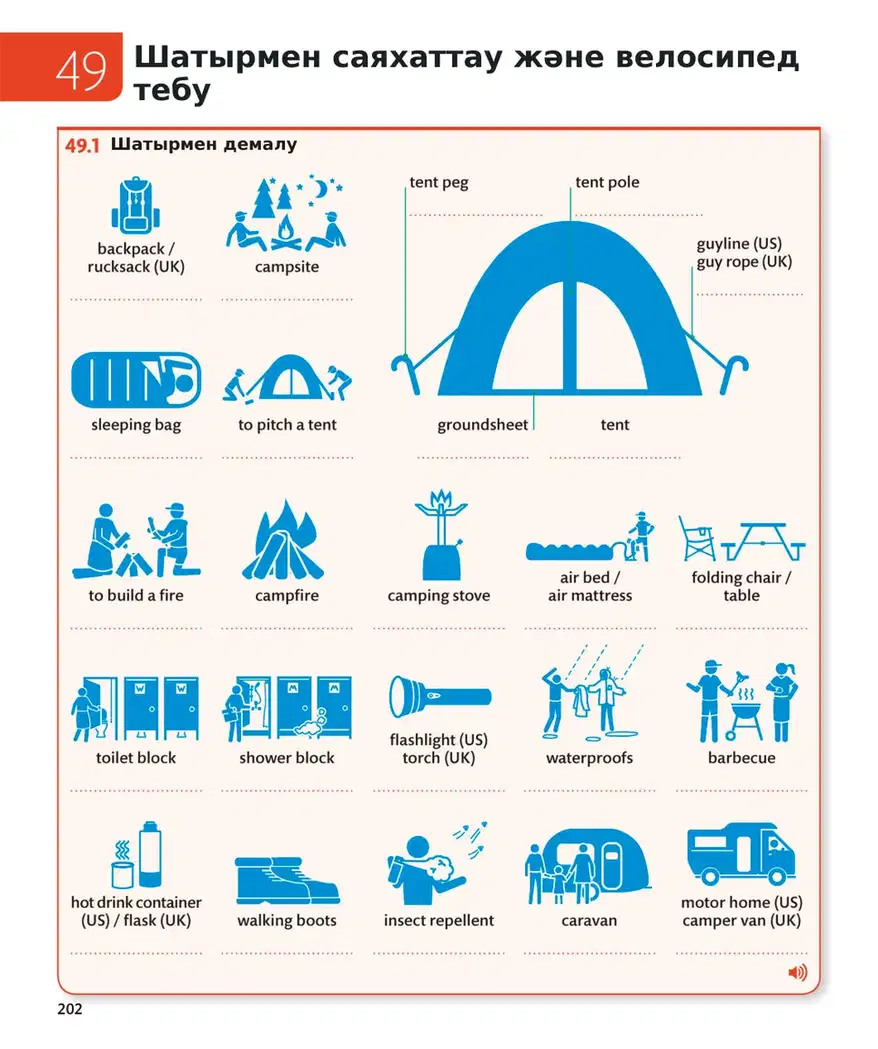 49
Шатырмен саяхаттау және велосипед
тебу
49.1 Шатырмен демалу
backpack /
rucksack (UK)
campsite
tent peg
tent pole
guyline (US)
guy rope (UK)
sleeping bag
to pitch a tent
groundsheet
tent
to build a fire
campfire
camping stove
air bed /
air mattress
folding chair /
table
W
W
toilet block
M
M
shower block
flashlight (US)
torch (UK)
waterproofs
barbecue
hot drink container
(US) / flask (UK)
walking boots
insect repellent
caravan
motor home (US)
camper van (UK)
202